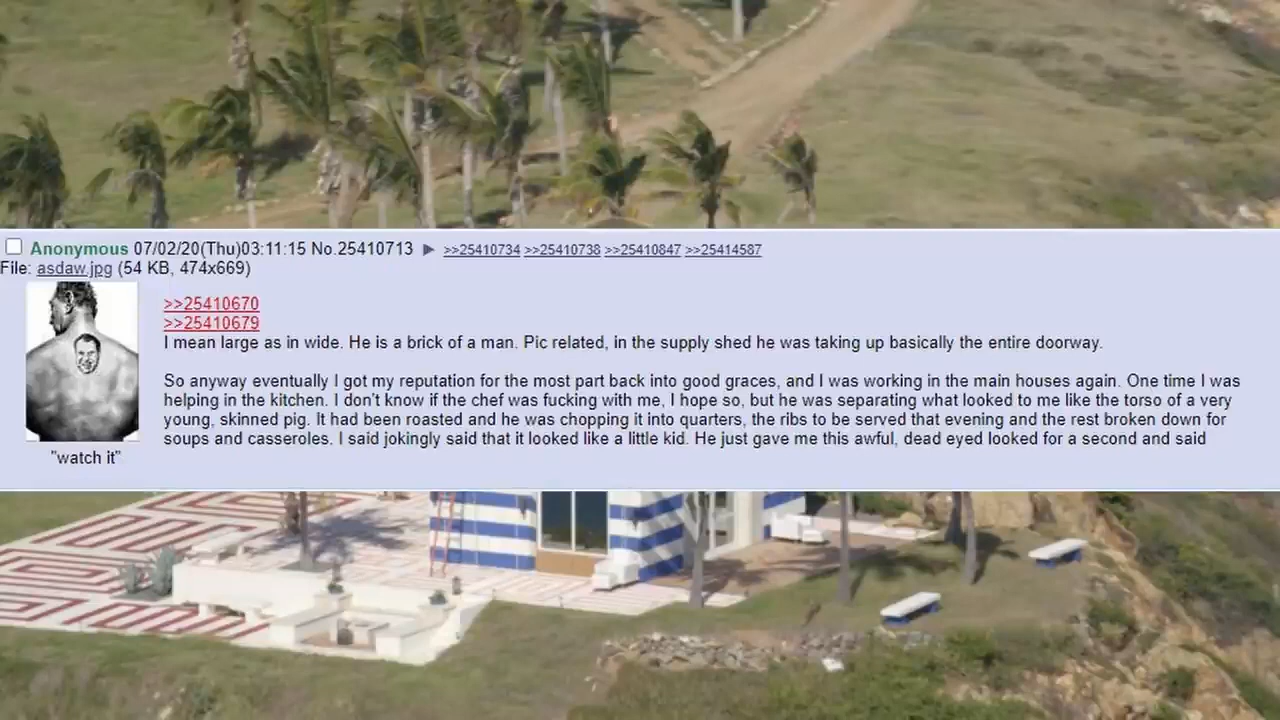 Anonymous 07/02/20(Thu)03:11:15 No.25410713 ▶ >>25410734 >>25410738 >>25410847 >>25414587
File: asdaw.jpg (54 KB, 474x669)
>>25410670
>>25410679
I mean large as in wide. He is a brick of a man. Pic related, in the supply shed he was taking up basically the entire doorway.
So anyway eventually I got my reputation for the most part back into good graces, and I was working in the main houses again. One time I was
helping in the kitchen. I don't know if the chef was fucking with me, I hope so, but he was separating what looked to me like the torso of a very
young, skinned pig. It had been roasted and he was chopping it into quarters, the ribs to be served that evening and the rest broken down for
soups and casseroles. I said jokingly said that it looked like a little kid. He just gave me this awful, dead eyed looked for a second and said
"watch it"